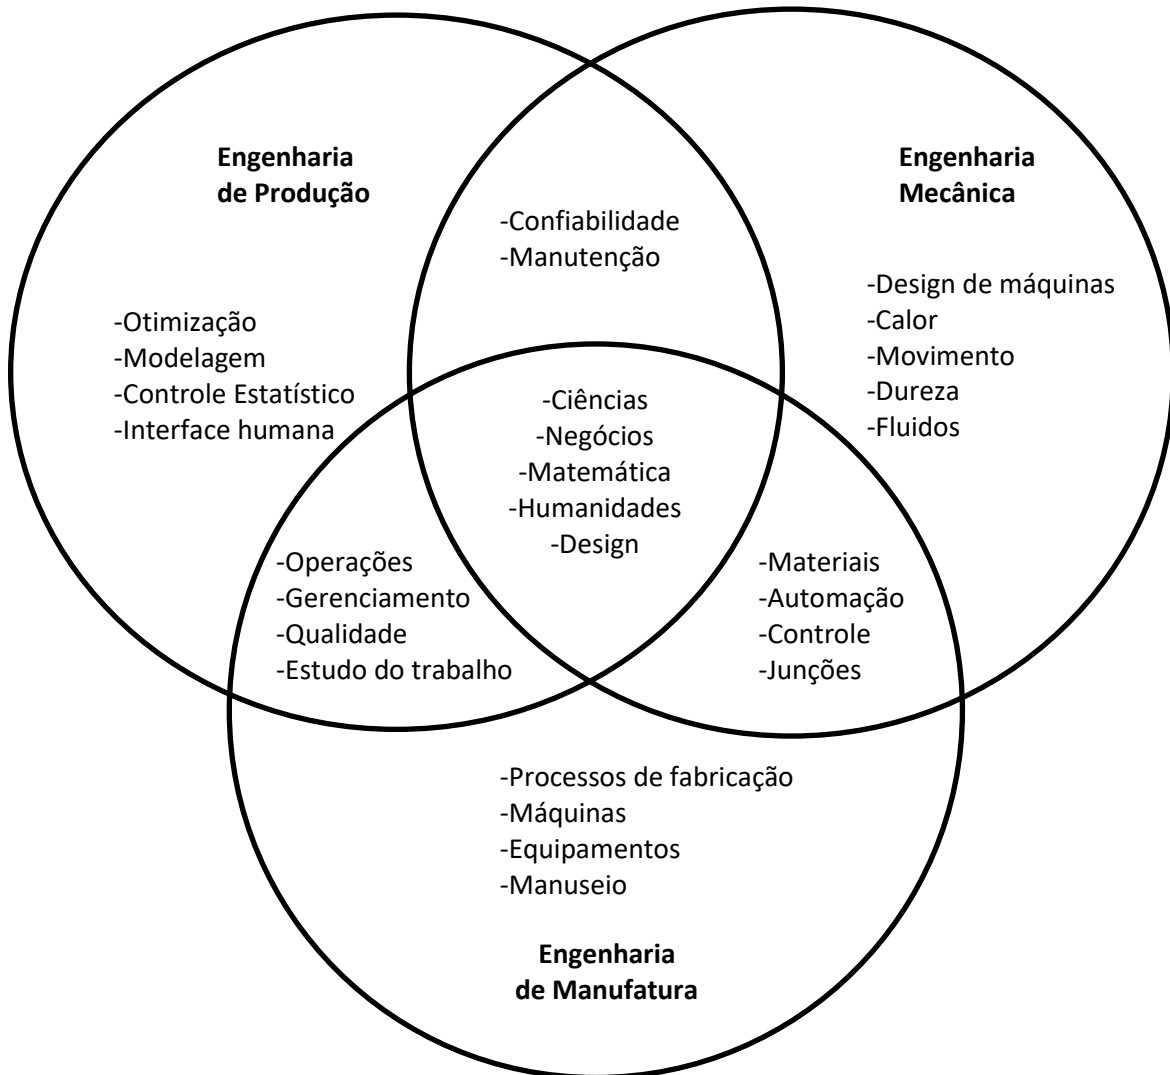 Engenharia
de Produção
Engenharia
Mecânica
-Confiabilidade
-Manutenção
-Otimização
-Modelagem
-Controle Estatístico
-Interface humana
-Design de máquinas
-Calor
-Movimento
-Dureza
-Fluidos
-Ciências
-Negócios
-Matemática
-Humanidades
-Design
-Operações
-Gerenciamento
-Qualidade
-Estudo do trabalho
-Materiais
-Automação
-Controle
-Junções
-Processos de fabricação
-Máquinas
-Equipamentos
-Manuseio
Engenharia
de Manufatura